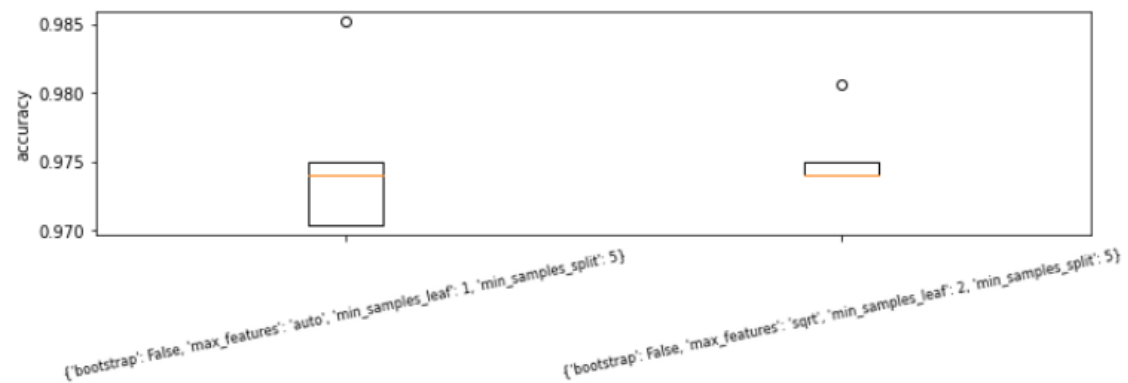 0.985
0.980
0.975
0.970
accuracy
{'bootstrap': False, 'max_features': 'auto', 'min_samples_leaf': 1, 'min_samples_split': 5}
{'bootstrap': False, 'max_features': 'sqrt', 'min_samples_leaf': 2, 'min_samples_split': 5}